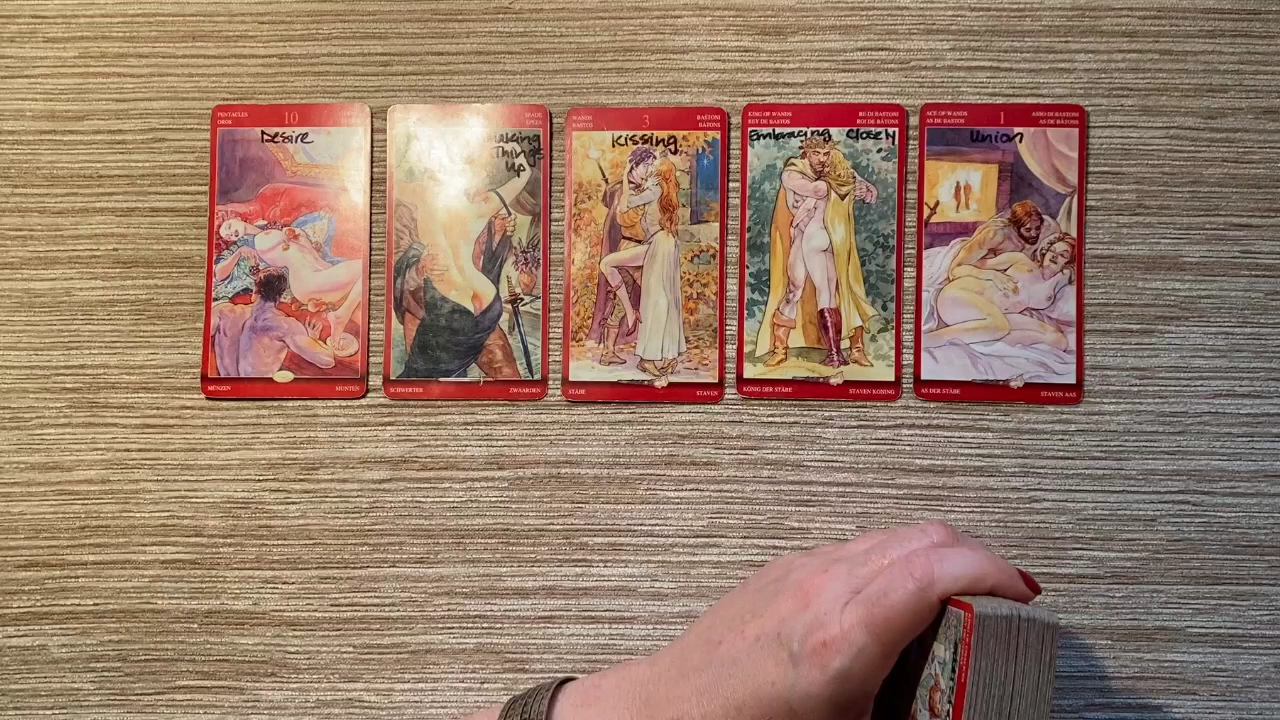 PENTACLES
OROS
10
Desire
MÜNZEN
MUNTEN
SPADE
ÉPÉES
Things
Up
SCHWERTER
ZWAARDEN
WANDS
BASTOS
3
BASTONI
BÂTONS
Kissing
STÄBE
STAVEN
KING OF WANDS
REY DE BASTOS
RE DI BASTONI
ROI DE BÂTONS
Embracing Closely
KÖNIG DER STÄBE
STAVEN KONING
ACE OF WANDS
AS DE BASTOS
1
ASSO DI BASTONI
AS DE BÂTONS
Union
AS DER STÄBE
STAVEN AAS